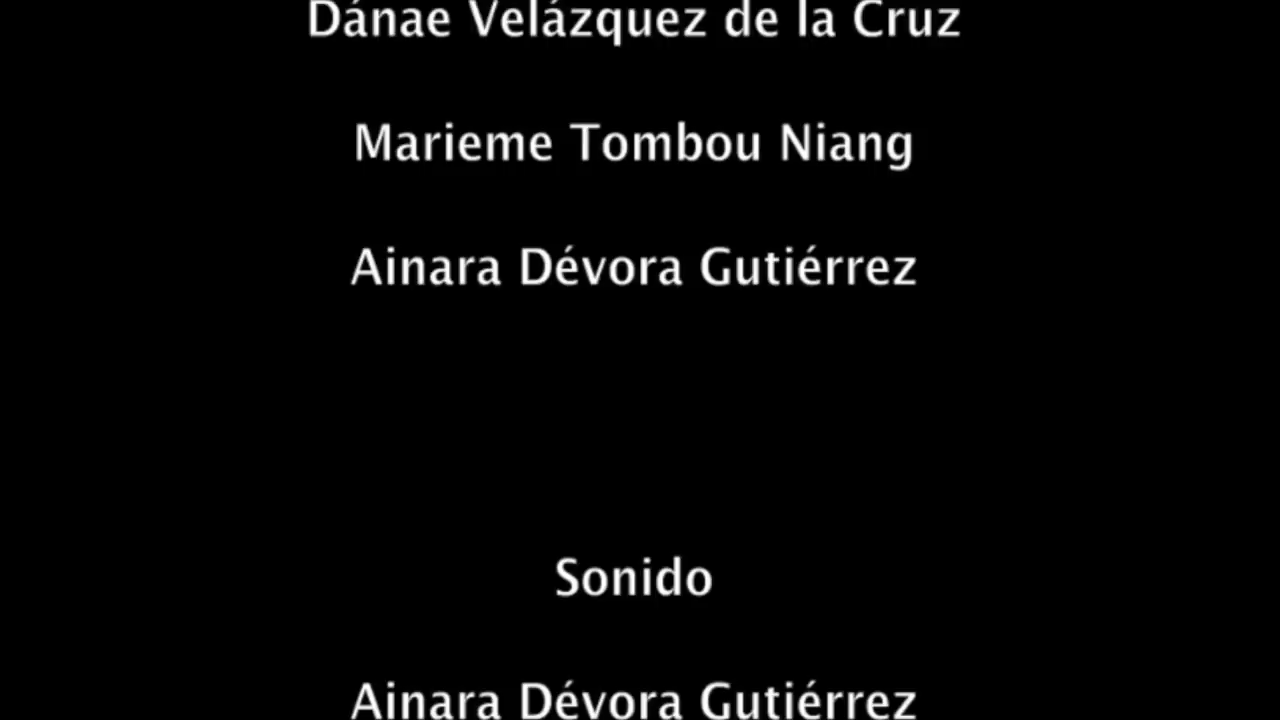 Dánae Velázquez de la Cruz
Marieme Tombou Niang
Ainara Dévora Gutiérrez
Sonido
Ainara Dévora Gutiérrez